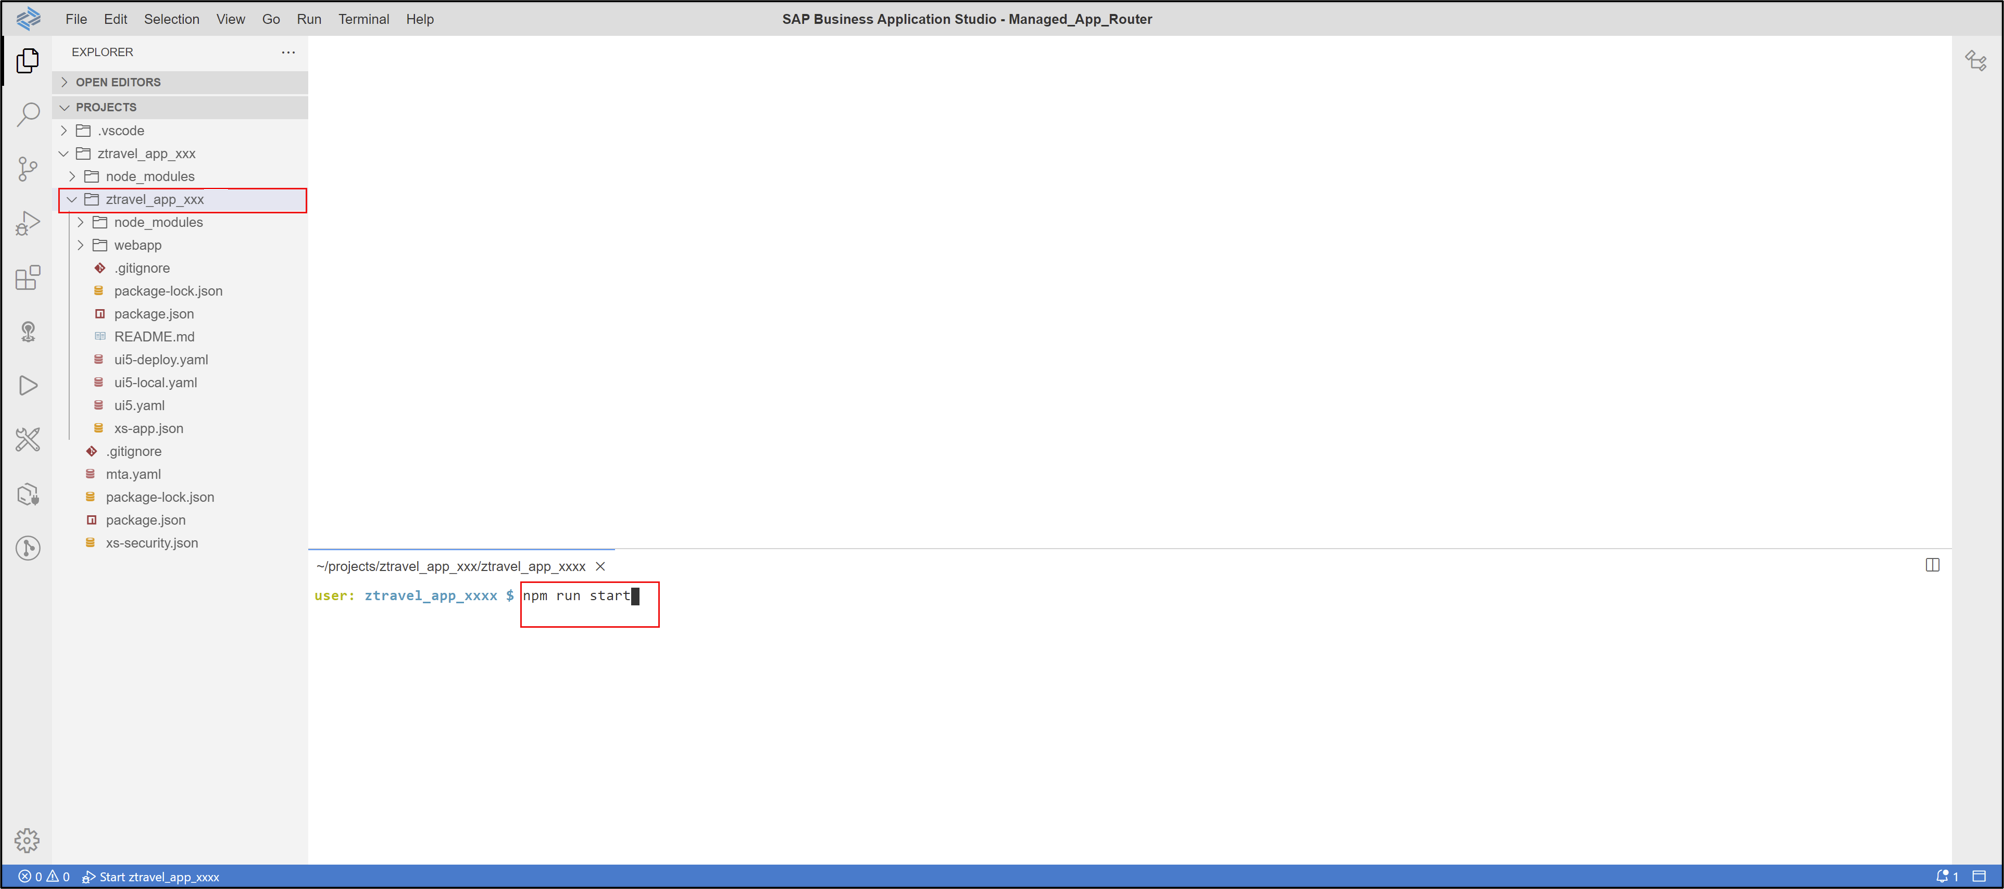 File Edit Selection View Go Run Terminal Help
SAP Business Application Studio - Managed_App_Router
EXPLORER
OPEN EDITORS
PROJECTS
.vscode
ztravel_app_xxx
node_modules
ztravel_app_xxx
node_modules
webapp
.gitignore
package-lock.json
package.json
README.md
ui5-deploy.yaml
ui5-local.yaml
ui5.yaml
xs-app.json
.gitignore
mta.yaml
package-lock.json
package.json
xs-security.json
~/projects/ztravel_app_xxx/ztravel_app_xxxx
user: ztravel_app_xxxx $ npm run start
0 0 Start ztravel_app_xxxx
1